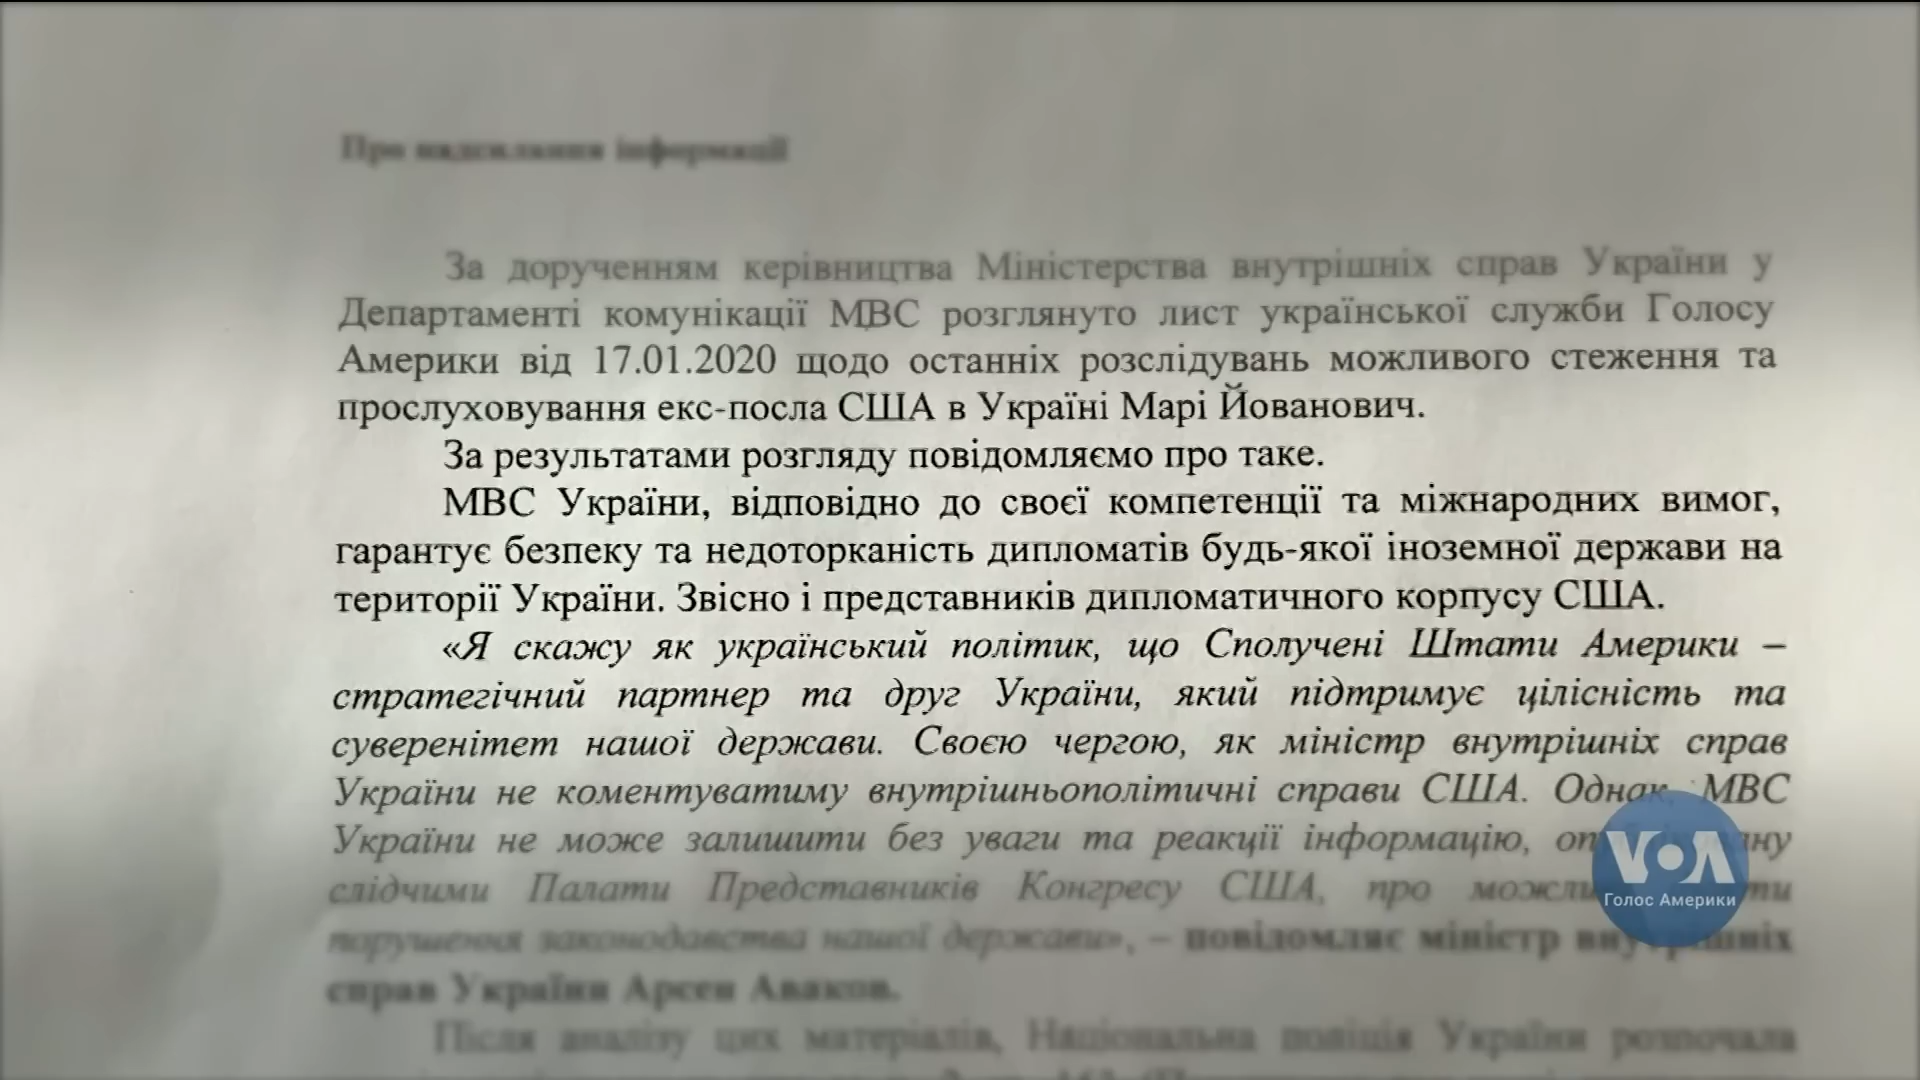 Про надсилання інформації
За дорученням керівництва Міністерства внутрішніх справ України у
Департаменті комунікації МВС розглянуто лист української служби Голосу
Америки від 17.01.2020 щодо останніх розслідувань можливого стеження та
прослуховування екс-посла США в Україні Марі Йованович.
За результатами розгляду повідомляємо про таке.
МВС України, відповідно до своєї компетенції та міжнародних вимог,
гарантує безпеку та недоторканість дипломатів будь-якої іноземної держави на
території України. Звісно і представників дипломатичного корпусу США.
«Я скажу як український політик, що Сполучені Штати Америки –
стратегічний партнер та друг України, який підтримує цілісність та
суверенітет нашої держави. Своєю чергою, як міністр внутрішніх справ
України не коментуватиму внутрішньополітичні справи США. Однак, МВС
України не може залишити без уваги та реакції інформацію,
слідчими Палати Представників Конгресу США, про
порушення законодавства нашої держави», – повідомляє міністр внутрішніх
справ України Арсен Аваков.
Після аналізу цих матеріалів, Національна поліція України розпочала
VOA
Голос Америки